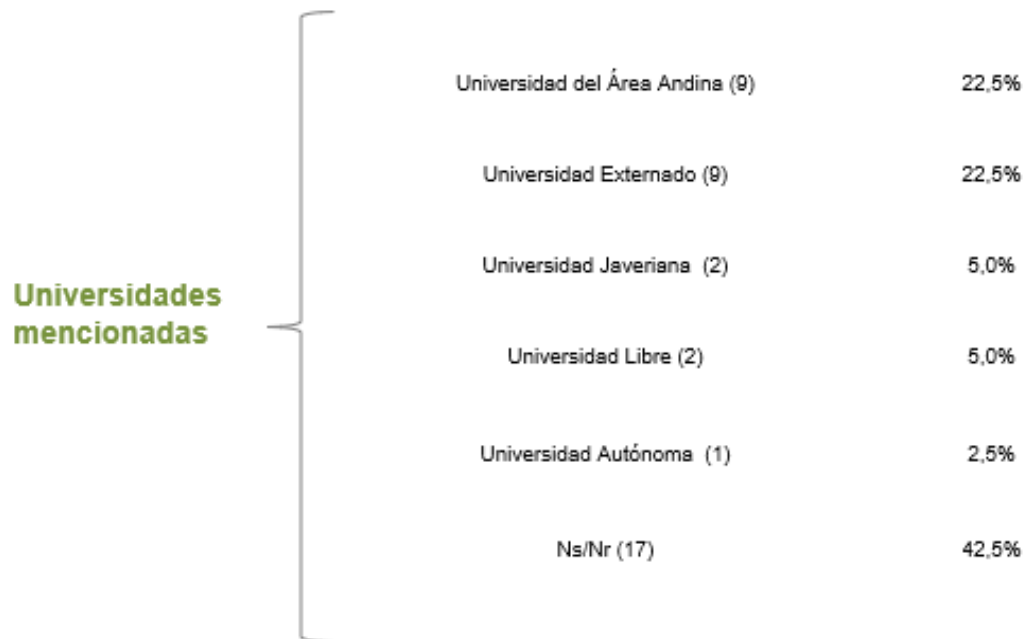 Universidades
mencionadas
Universidad del Área Andina (9) 22,5%
Universidad Externado (9) 22,5%
Universidad Javeriana (2) 5,0%
Universidad Libre (2) 5,0%
Universidad Autónoma (1) 2,5%
Ns/Nr (17) 42,5%